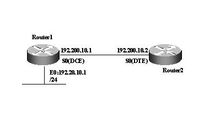 Router1
192.200.10.1
192.200.10.2
S0(DCE)
S0(DTE)
Router2
E0:192.20.10.1
/24